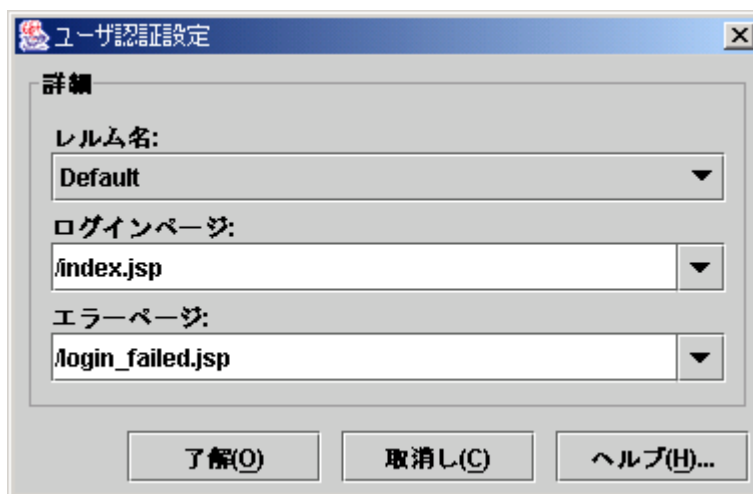 ユーザ認証設定
詳細
レルム名:
Default
ログインページ:
/index.jsp
エラーページ:
/login_failed.jsp
了解(O) 取消し(C) ヘルプ(H)...